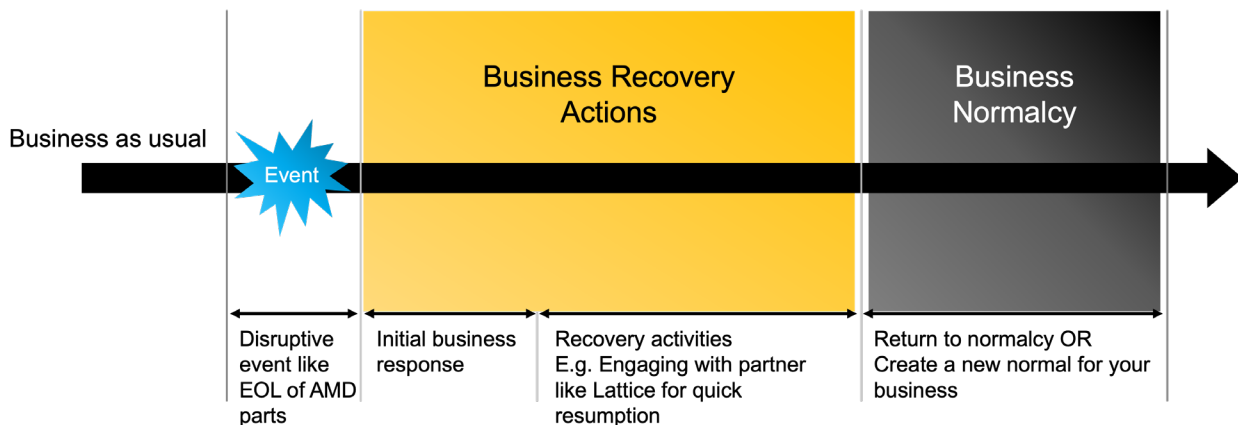 Business Recovery
Actions
Business
Normalcy
Business as usual
Event
Disruptive
event like
EOL of AMD
parts
Initial business
response
Recovery activities
E.g. Engaging with partner
like Lattice for quick
resumption
Return to normalcy OR
Create a new normal for your
business